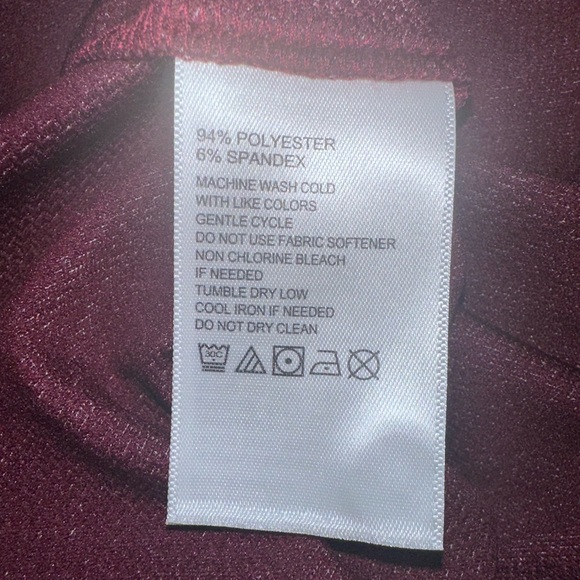 94% POLYESTER
6% SPANDEX
MACHINE WASH COLD
WITH LIKE COLORS
GENTLE CYCLE
DO NOT USE FABRIC SOFTENER
NON CHLORINE BLEACH
IF NEEDED
TUMBLE DRY LOW
COOL IRON IF NEEDED
DO NOT DRY CLEAN
30C